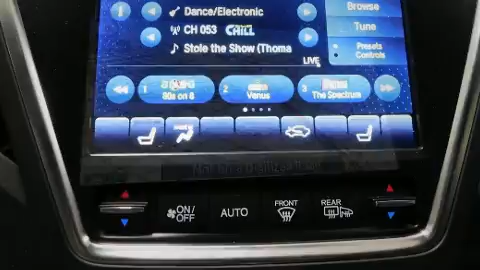 i
Dance/Electronic
Browse
CH 053 CHILL
Tune
Stole the Show (Thoma
Presets
Controls
LIVE
1
80s on 8
2
Venus
3
The Spectrum
ON/
OFF
AUTO
FRONT
REAR